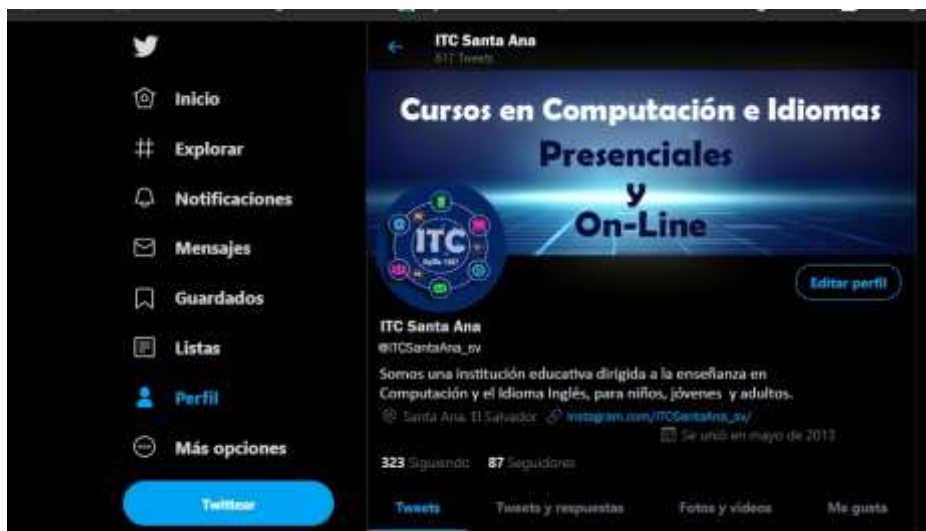 Inicio
Explorar
Notificaciones
Mensajes
Guardados
Listas
Perfil
Más opciones
Twittear
ITC Santa Ana
617 Tweets
Cursos en Computación e Idiomas
Presenciales
y
On-Line
ITC
Editar perfil
ITC Santa Ana
@ITCSantaAna_sv
Somos una institución educativa dirigida a la enseñanza en
Computación y el Idioma Inglés, para niños, jóvenes y adultos.
Santa Ana, El Salvador instagram.com/ITCSantaAna_sv/
Se unió en mayo de 2013
323 Siguiendo 87 Seguidores
Tweets Tweets y respuestas Fotos y videos Me gusta